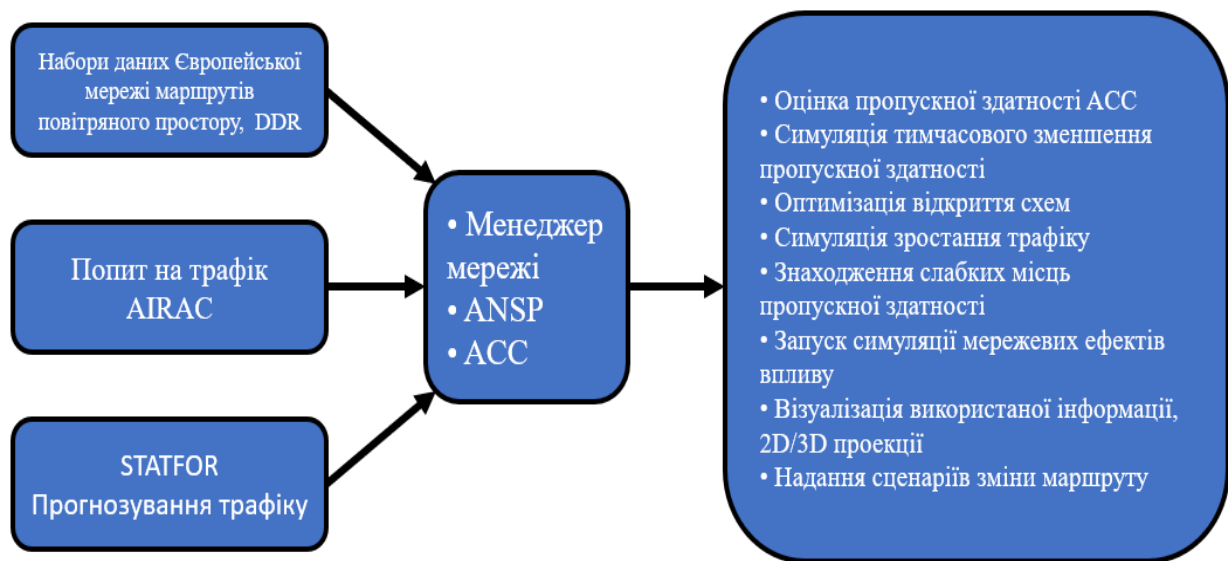 Набори даних Європейської
мережі маршрутів
повітряного простору, DDR
Попит на трафік
AIRAC
STATFOR
Прогнозування трафіку
• Менеджер
мережі
• ANSP
• ACC
• Оцінка пропускної здатності ACC
• Симуляція тимчасового зменшення
пропускної здатності
• Оптимізація відкриття схем
• Симуляція зростання трафіку
• Знаходження слабких місць
пропускної здатності
• Запуск симуляції мережевих ефектів
впливу
• Візуалізація використаної інформації,
2D/3D проекції
• Надання сценаріїв зміни маршруту